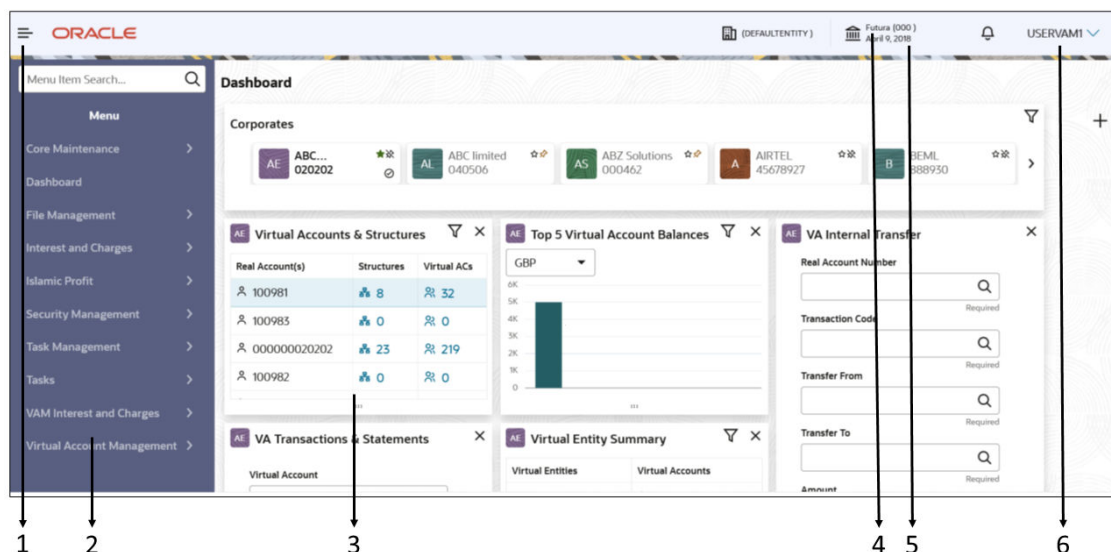 ORACLE
(DEFAULTENTITY)
Futura (000)
April 9, 2018
USERVAM1
Menu Item Search...
Menu
Core Maintenance
Dashboard
File Management
Interest and Charges
Islamic Profit
Security Management
Task Management
Tasks
VAM Interest and Charges
Virtual Account Management
Dashboard
Corporates
AE ABC...
020202
AL ABC limited
040506
AS ABZ Solutions
000462
A AIRTEL
45678927
B BEML
888930
AE Virtual Accounts & Structures
Real Account(s) Structures Virtual ACs
100981 8 32
100983 0 0
000000020202 23 219
100982 0 0
AE Top 5 Virtual Account Balances
GBP
6K
5K
4K
3K
2K
1K
0
AE VA Internal Transfer
Real Account Number
Required
Transaction Code
Required
Transfer From
Required
Transfer To
Required
Amount
AE VA Transactions & Statements
Virtual Account
AE Virtual Entity Summary
Virtual Entities Virtual Accounts
1 2 3 4 5 6